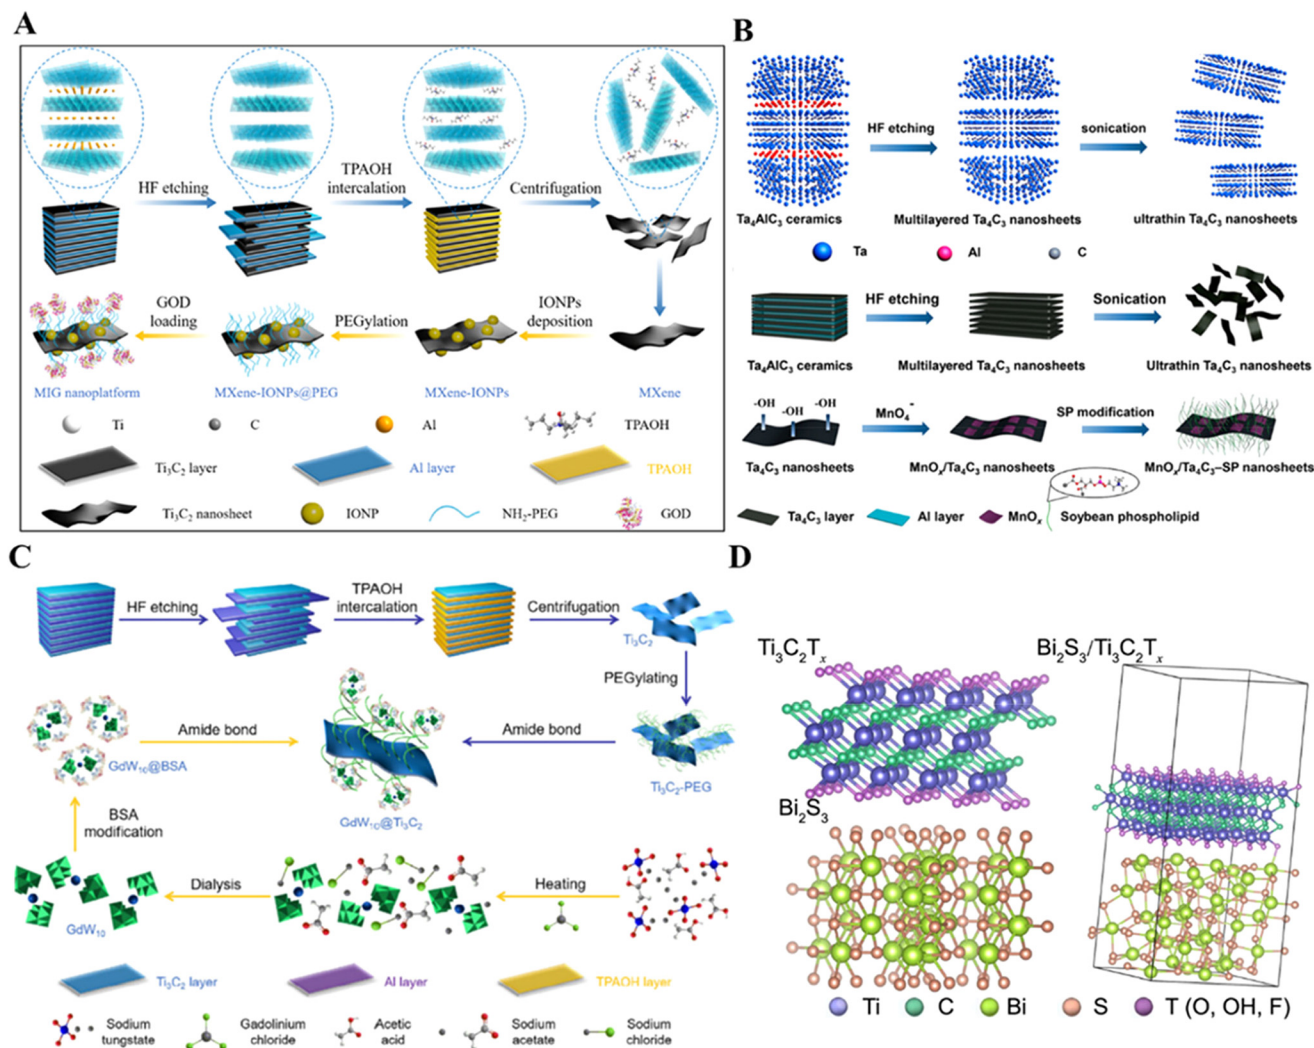 A
HF etching
TPAOH
intercalation
Centrifugation
GOD
loading
PEGylation
IONPs
deposition
MIG nanoplatform
MXene-IONPs@PEG
MXene-IONPs
MXene
Ti
C
Al
TPAOH
Ti₃C₂ layer
Al layer
TPAOH
Ti₃C₂ nanosheet
IONP
NH₂-PEG
GOD
B
HF etching
sonication
Ta₄AlC₃ ceramics
Multilayered Ta₄C₃ nanosheets
ultrathin Ta₄C₃ nanosheets
Ta
Al
C
HF etching
Sonication
Ta₄AlC₃ ceramics
Multilayered Ta₄C₃ nanosheets
Ultrathin Ta₄C₃ nanosheets
-OH
-OH
-OH
MnO₄⁻
SP modification
Ta₄C₃ nanosheets
MnOₓ/Ta₄C₃ nanosheets
MnOₓ/Ta₄C₃–SP nanosheets
Ta₄C₃ layer
Al layer
MnOₓ
Soybean phospholipid
C
HF etching
TPAOH
intercalation
Centrifugation
Ti₃C₂
PEGylating
Amide bond
Amide bond
GdW₁₀@BSA
Ti₃C₂-PEG
GdW₁₀@Ti₃C₂
BSA
modification
Dialysis
Heating
GdW₁₀
Ti₃C₂ layer
Al layer
TPAOH layer
Sodium
tungstate
Gadolinium
chloride
Acetic
acid
Sodium
acetate
Sodium
chloride
D
Ti₃C₂Tₓ
Bi₂S₃/Ti₃C₂Tₓ
Bi₂S₃
Ti
C
Bi
S
T (O, OH, F)